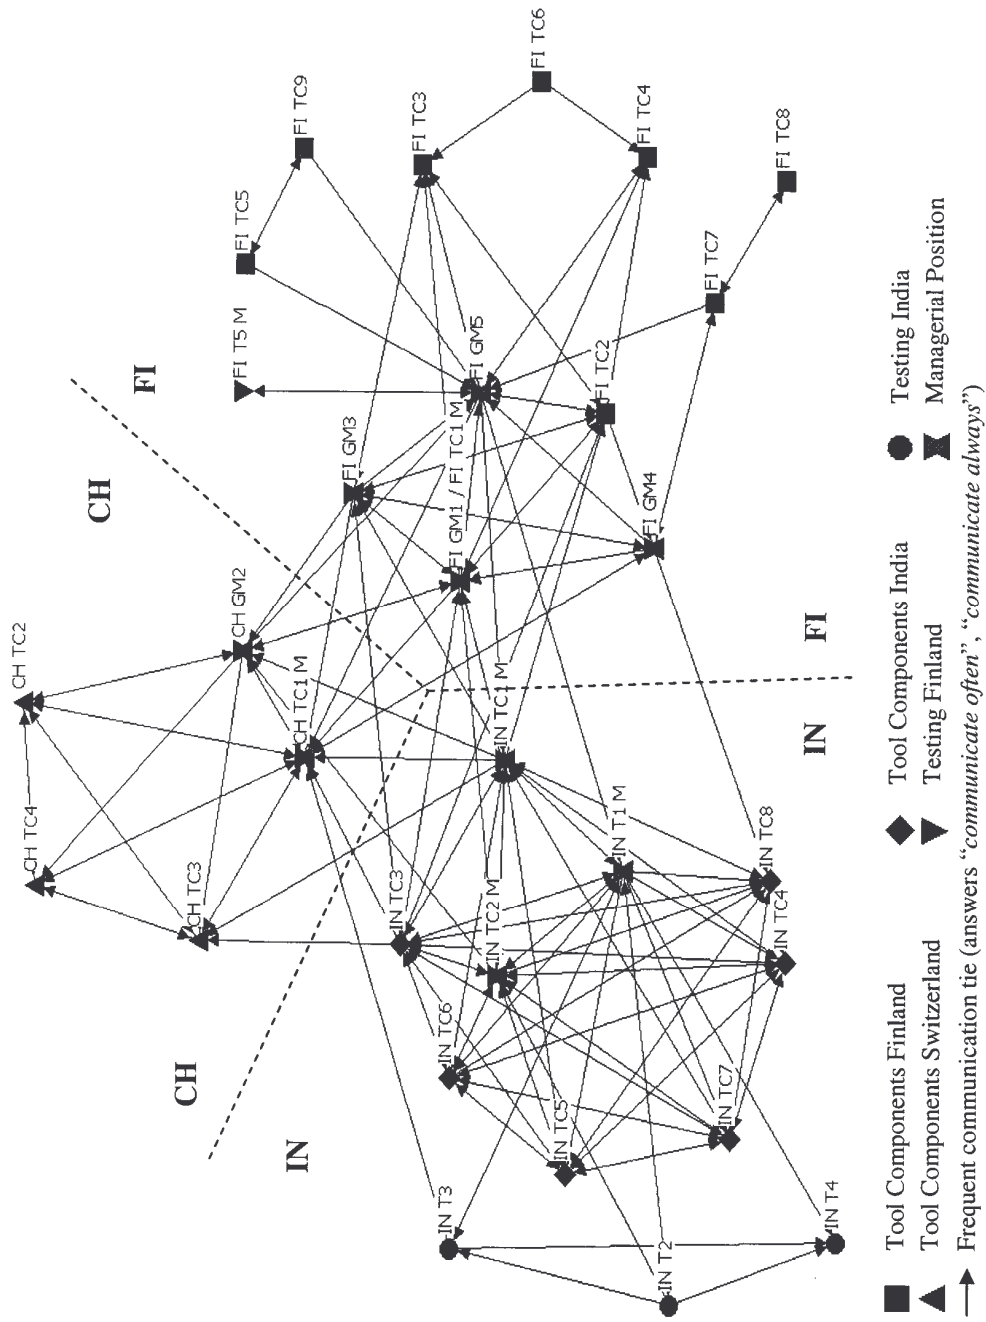 CH TC2
CH TC4
CH
FI
CH
CH TC3
CH GM2
FI T5 M
FI TC5
IN
CH TC1 M
FI TC9
FI GM3
IN TC3
FI TC3
IN T3
IN TC6
FI GM1 / FI TC1 M
FI GM5
IN TC2 M
IN TC1 M
FI TC6
IN TC5
FI TC2
IN T1 M
FI TC4
FI GM4
IN T2
FI TC7
IN TC7
IN TC8
IN TC4
FI TC8
IN
FI
IN T4
Tool Components Finland
Tool Components India
Testing India
Tool Components Switzerland
Testing Finland
Managerial Position
Frequent communication tie (answers “communicate often”, “communicate always”)